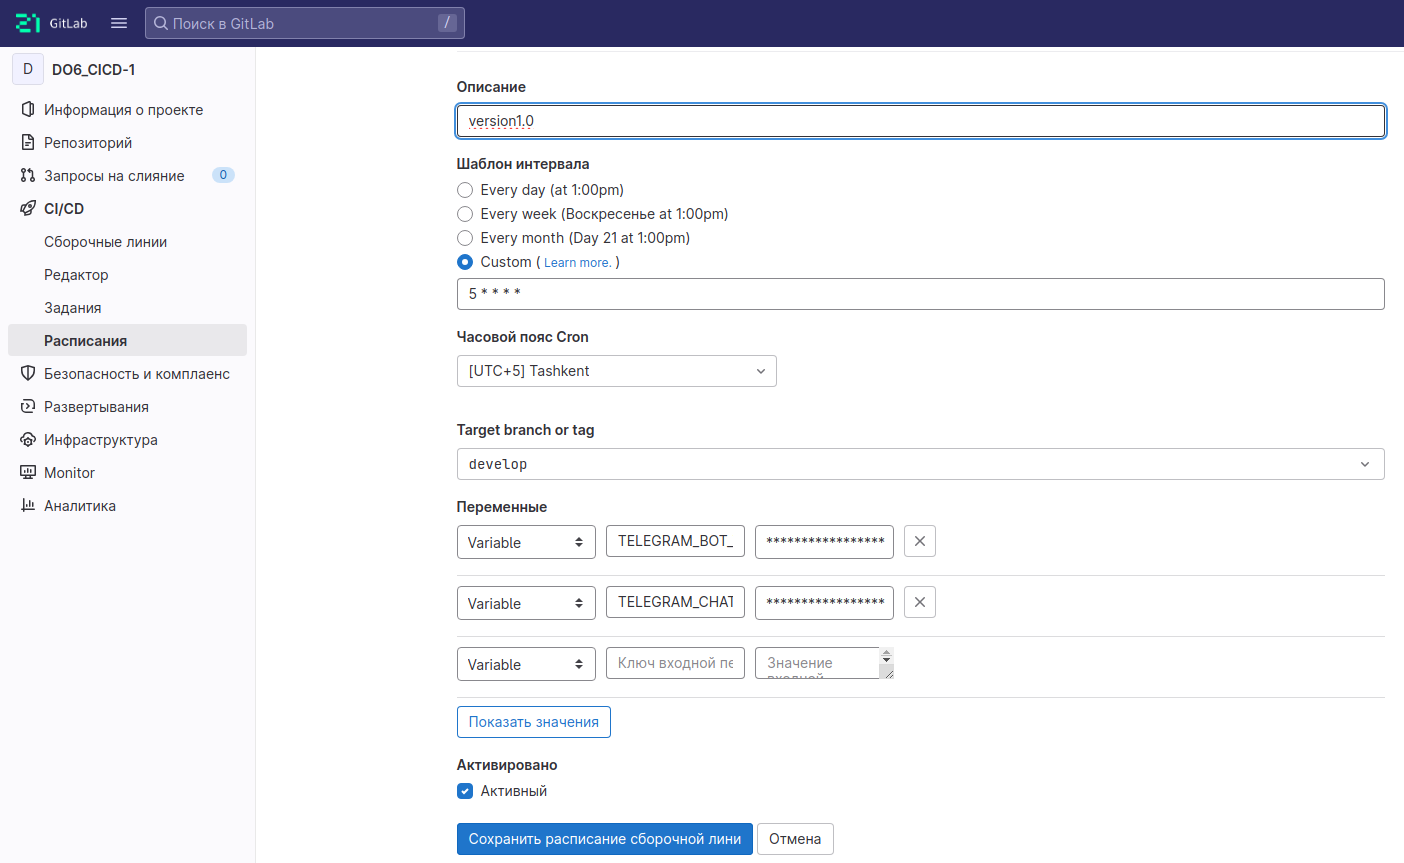 GitLab
Поиск в GitLab /
D DO6_CICD-1
Информация о проекте
Репозиторий
Запросы на слияние 0
CI/CD
Сборочные линии
Редактор
Задания
Расписания
Безопасность и комплаенс
Развертывания
Инфраструктура
Monitor
Аналитика
Описание
version1.0
Шаблон интервала
Every day (at 1:00pm)
Every week (Воскресенье at 1:00pm)
Every month (Day 21 at 1:00pm)
Custom ( Learn more. )
5 * * * *
Часовой пояс Cron
[UTC+5] Tashkent
Target branch or tag
develop
Переменные
Variable TELEGRAM_BOT_ *****************
Variable TELEGRAM_CHAT *****************
Variable Ключ входной пе Значение
входной
Показать значения
Активировано
Активный
Сохранить расписание сборочной лини Отмена